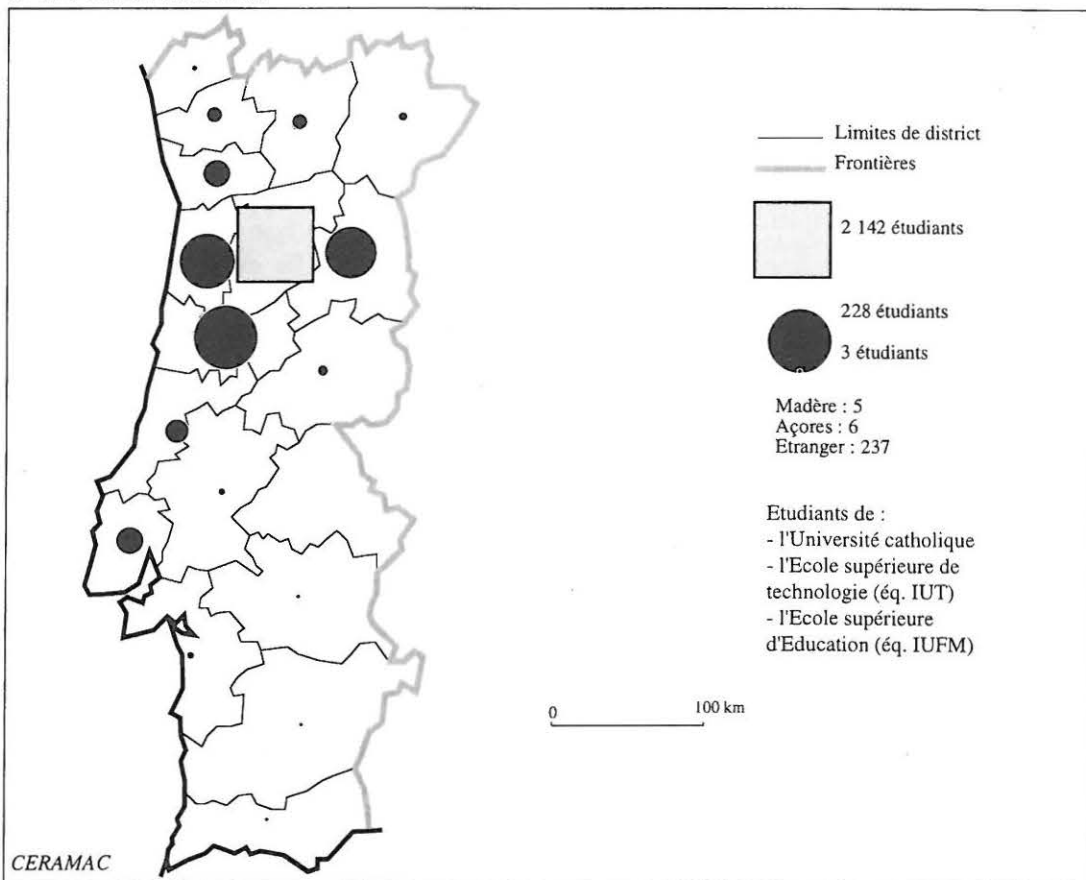 Limites de district
Frontières
2 142 étudiants
228 étudiants
3 étudiants
Madère : 5
Açores : 6
Etranger : 237
Etudiants de :
- l'Université catholique
- l'Ecole supérieure de
technologie (éq. IUT)
- l'Ecole supérieure
d'Education (éq. IUFM)
0 100 km
CERAMAC